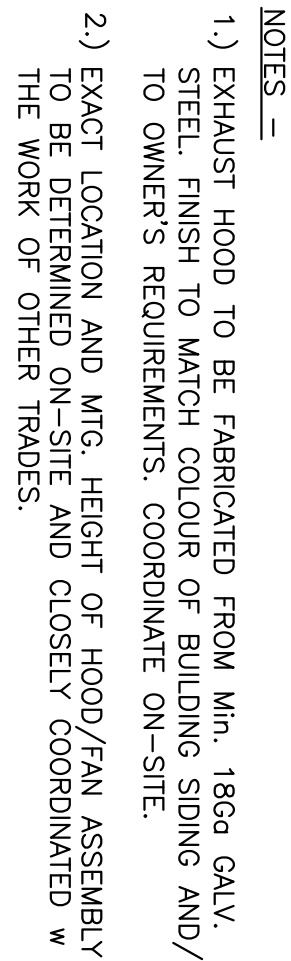 NOTES –
1.) EXHAUST HOOD TO BE FABRICATED FROM Min. 18Ga GALV.
STEEL. FINISH TO MATCH COLOUR OF BUILDING SIDING AND/
TO OWNER'S REQUIREMENTS. COORDINATE ON-SITE.
2.) EXACT LOCATION AND MTG. HEIGHT OF HOOD/FAN ASSEMBLY
TO BE DETERMINED ON-SITE AND CLOSELY COORDINATED w
THE WORK OF OTHER TRADES.